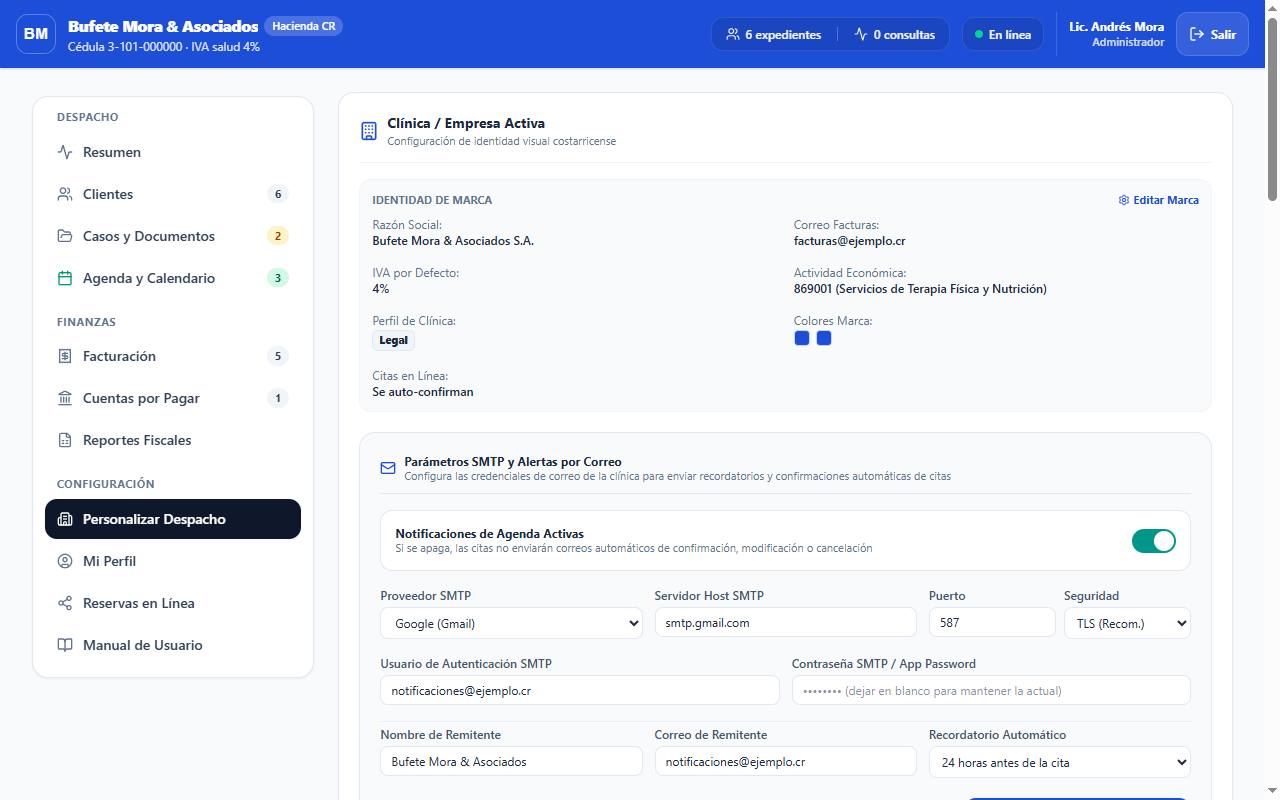 BM
Bufete Mora & Asociados
Hacienda CR
Cédula 3-101-000000 · IVA salud 4%
6 expedientes
0 consultas
En línea
Lic. Andrés Mora
Administrador
Salir
DESPACHO
Resumen
Clientes
6
Casos y Documentos
2
Agenda y Calendario
3
FINANZAS
Facturación
5
Cuentas por Pagar
1
Reportes Fiscales
CONFIGURACIÓN
Personalizar Despacho
Mi Perfil
Reservas en Línea
Manual de Usuario
Clínica / Empresa Activa
Configuración de identidad visual costarricense
IDENTIDAD DE MARCA
Editar Marca
Razón Social:
Bufete Mora & Asociados S.A.
Correo Facturas:
facturas@ejemplo.cr
IVA por Defecto:
4%
Actividad Económica:
869001 (Servicios de Terapia Física y Nutrición)
Perfil de Clínica:
Legal
Colores Marca:
Citas en Línea:
Se auto-confirman
Parámetros SMTP y Alertas por Correo
Configura las credenciales de correo de la clínica para enviar recordatorios y confirmaciones automáticas de citas
Notificaciones de Agenda Activas
Si se apaga, las citas no enviarán correos automáticos de confirmación, modificación o cancelación
Proveedor SMTP
Google (Gmail)
Servidor Host SMTP
smtp.gmail.com
Puerto
587
Seguridad
TLS (Recom.)
Usuario de Autenticación SMTP
notificaciones@ejemplo.cr
Contraseña SMTP / App Password
•••••••• (dejar en blanco para mantener la actual)
Nombre de Remitente
Bufete Mora & Asociados
Correo de Remitente
notificaciones@ejemplo.cr
Recordatorio Automático
24 horas antes de la cita